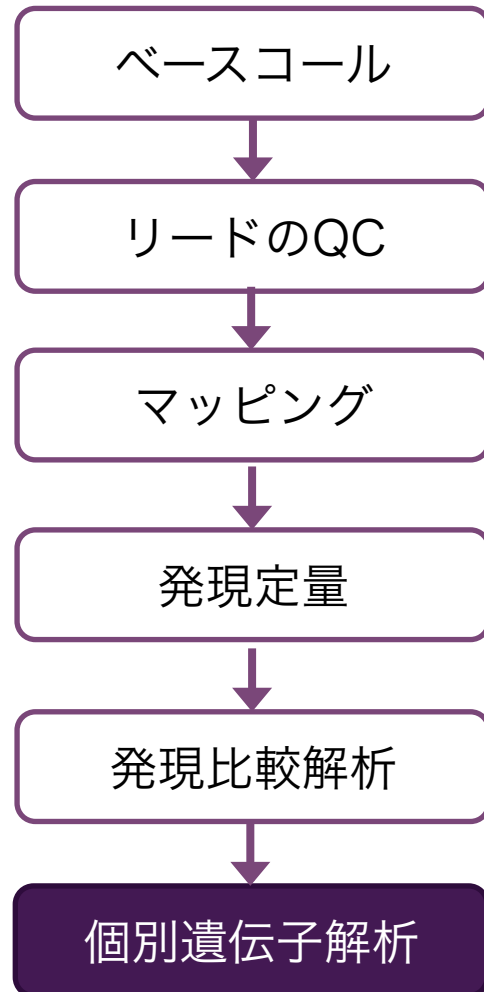 ベースコール
リードのQC
マッピング
発現定量
発現比較解析
個別遺伝子解析